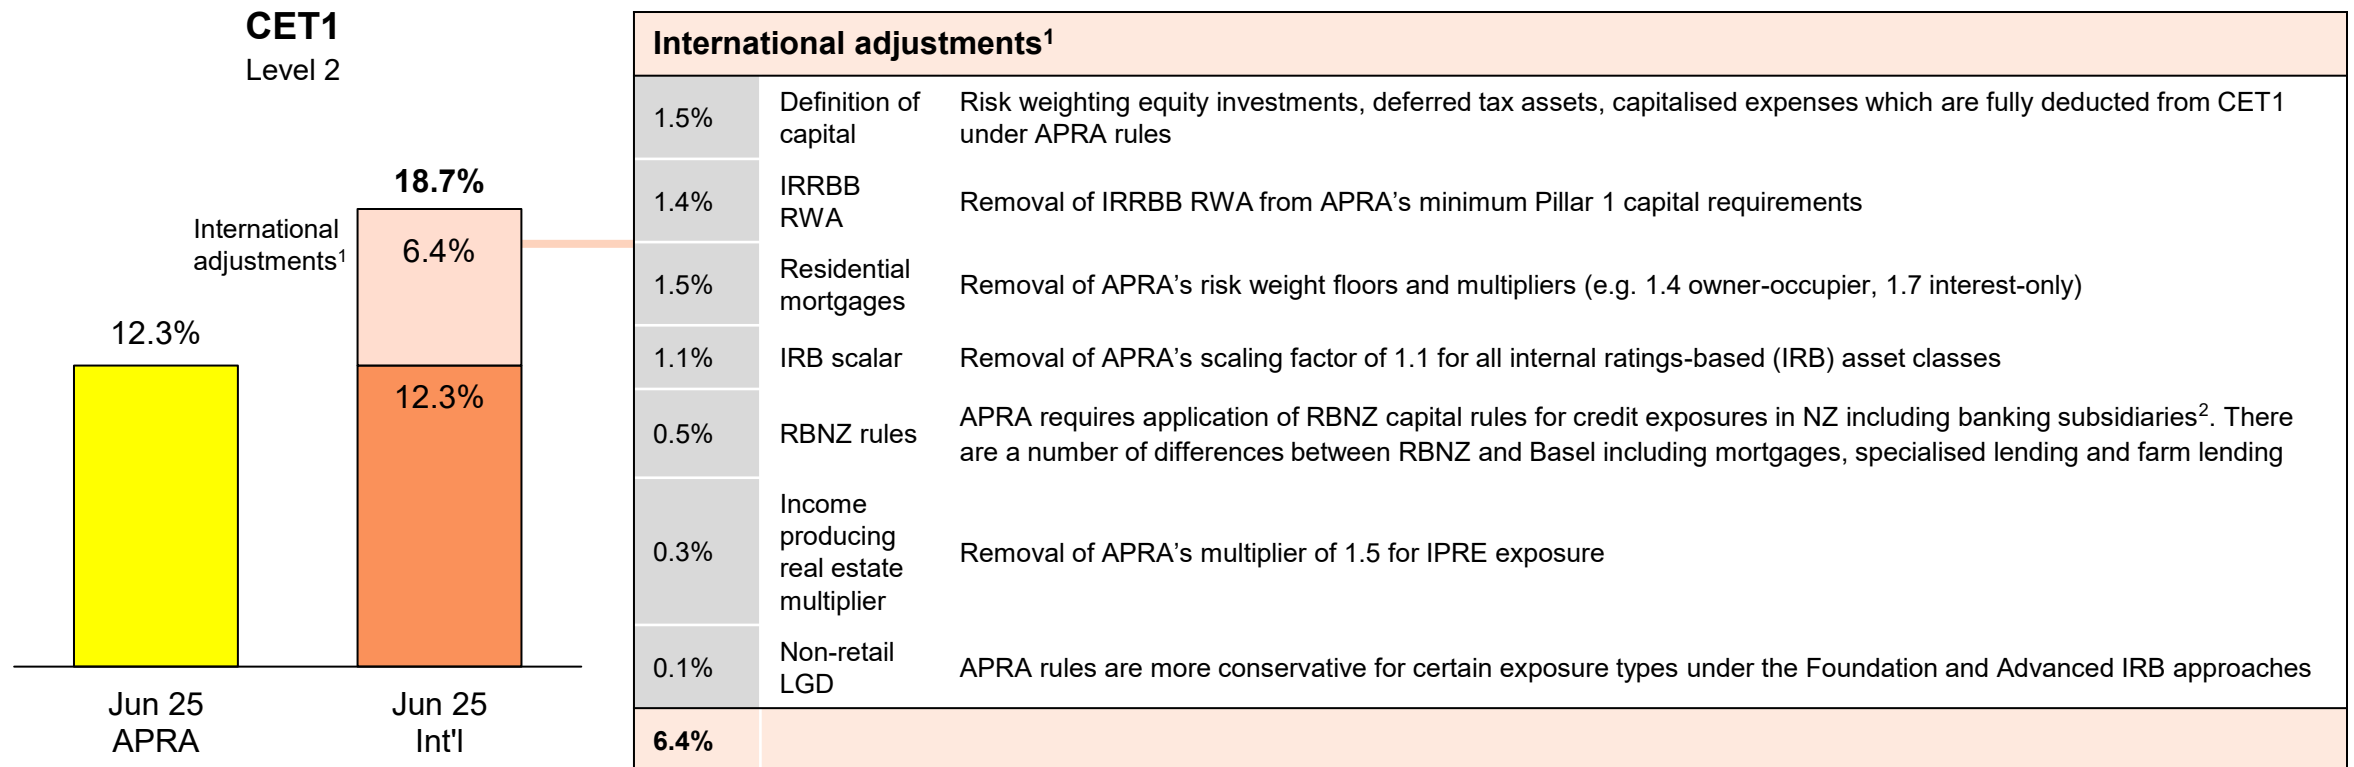 CET1
Level 2
18.7%
International
adjustments¹
6.4%
12.3%
12.3%
Jun 25
APRA
Jun 25
Int'l
International adjustments¹
1.5%
Definition of
capital
Risk weighting equity investments, deferred tax assets, capitalised expenses which are fully deducted from CET1
under APRA rules
1.4%
IRRBB
RWA
Removal of IRRBB RWA from APRA’s minimum Pillar 1 capital requirements
1.5%
Residential
mortgages
Removal of APRA’s risk weight floors and multipliers (e.g. 1.4 owner-occupier, 1.7 interest-only)
1.1%
IRB scalar
Removal of APRA’s scaling factor of 1.1 for all internal ratings-based (IRB) asset classes
0.5%
RBNZ rules
APRA requires application of RBNZ capital rules for credit exposures in NZ including banking subsidiaries². There
are a number of differences between RBNZ and Basel including mortgages, specialised lending and farm lending
0.3%
Income
producing
real estate
multiplier
Removal of APRA’s multiplier of 1.5 for IPRE exposure
0.1%
Non-retail
LGD
APRA rules are more conservative for certain exposure types under the Foundation and Advanced IRB approaches
6.4%